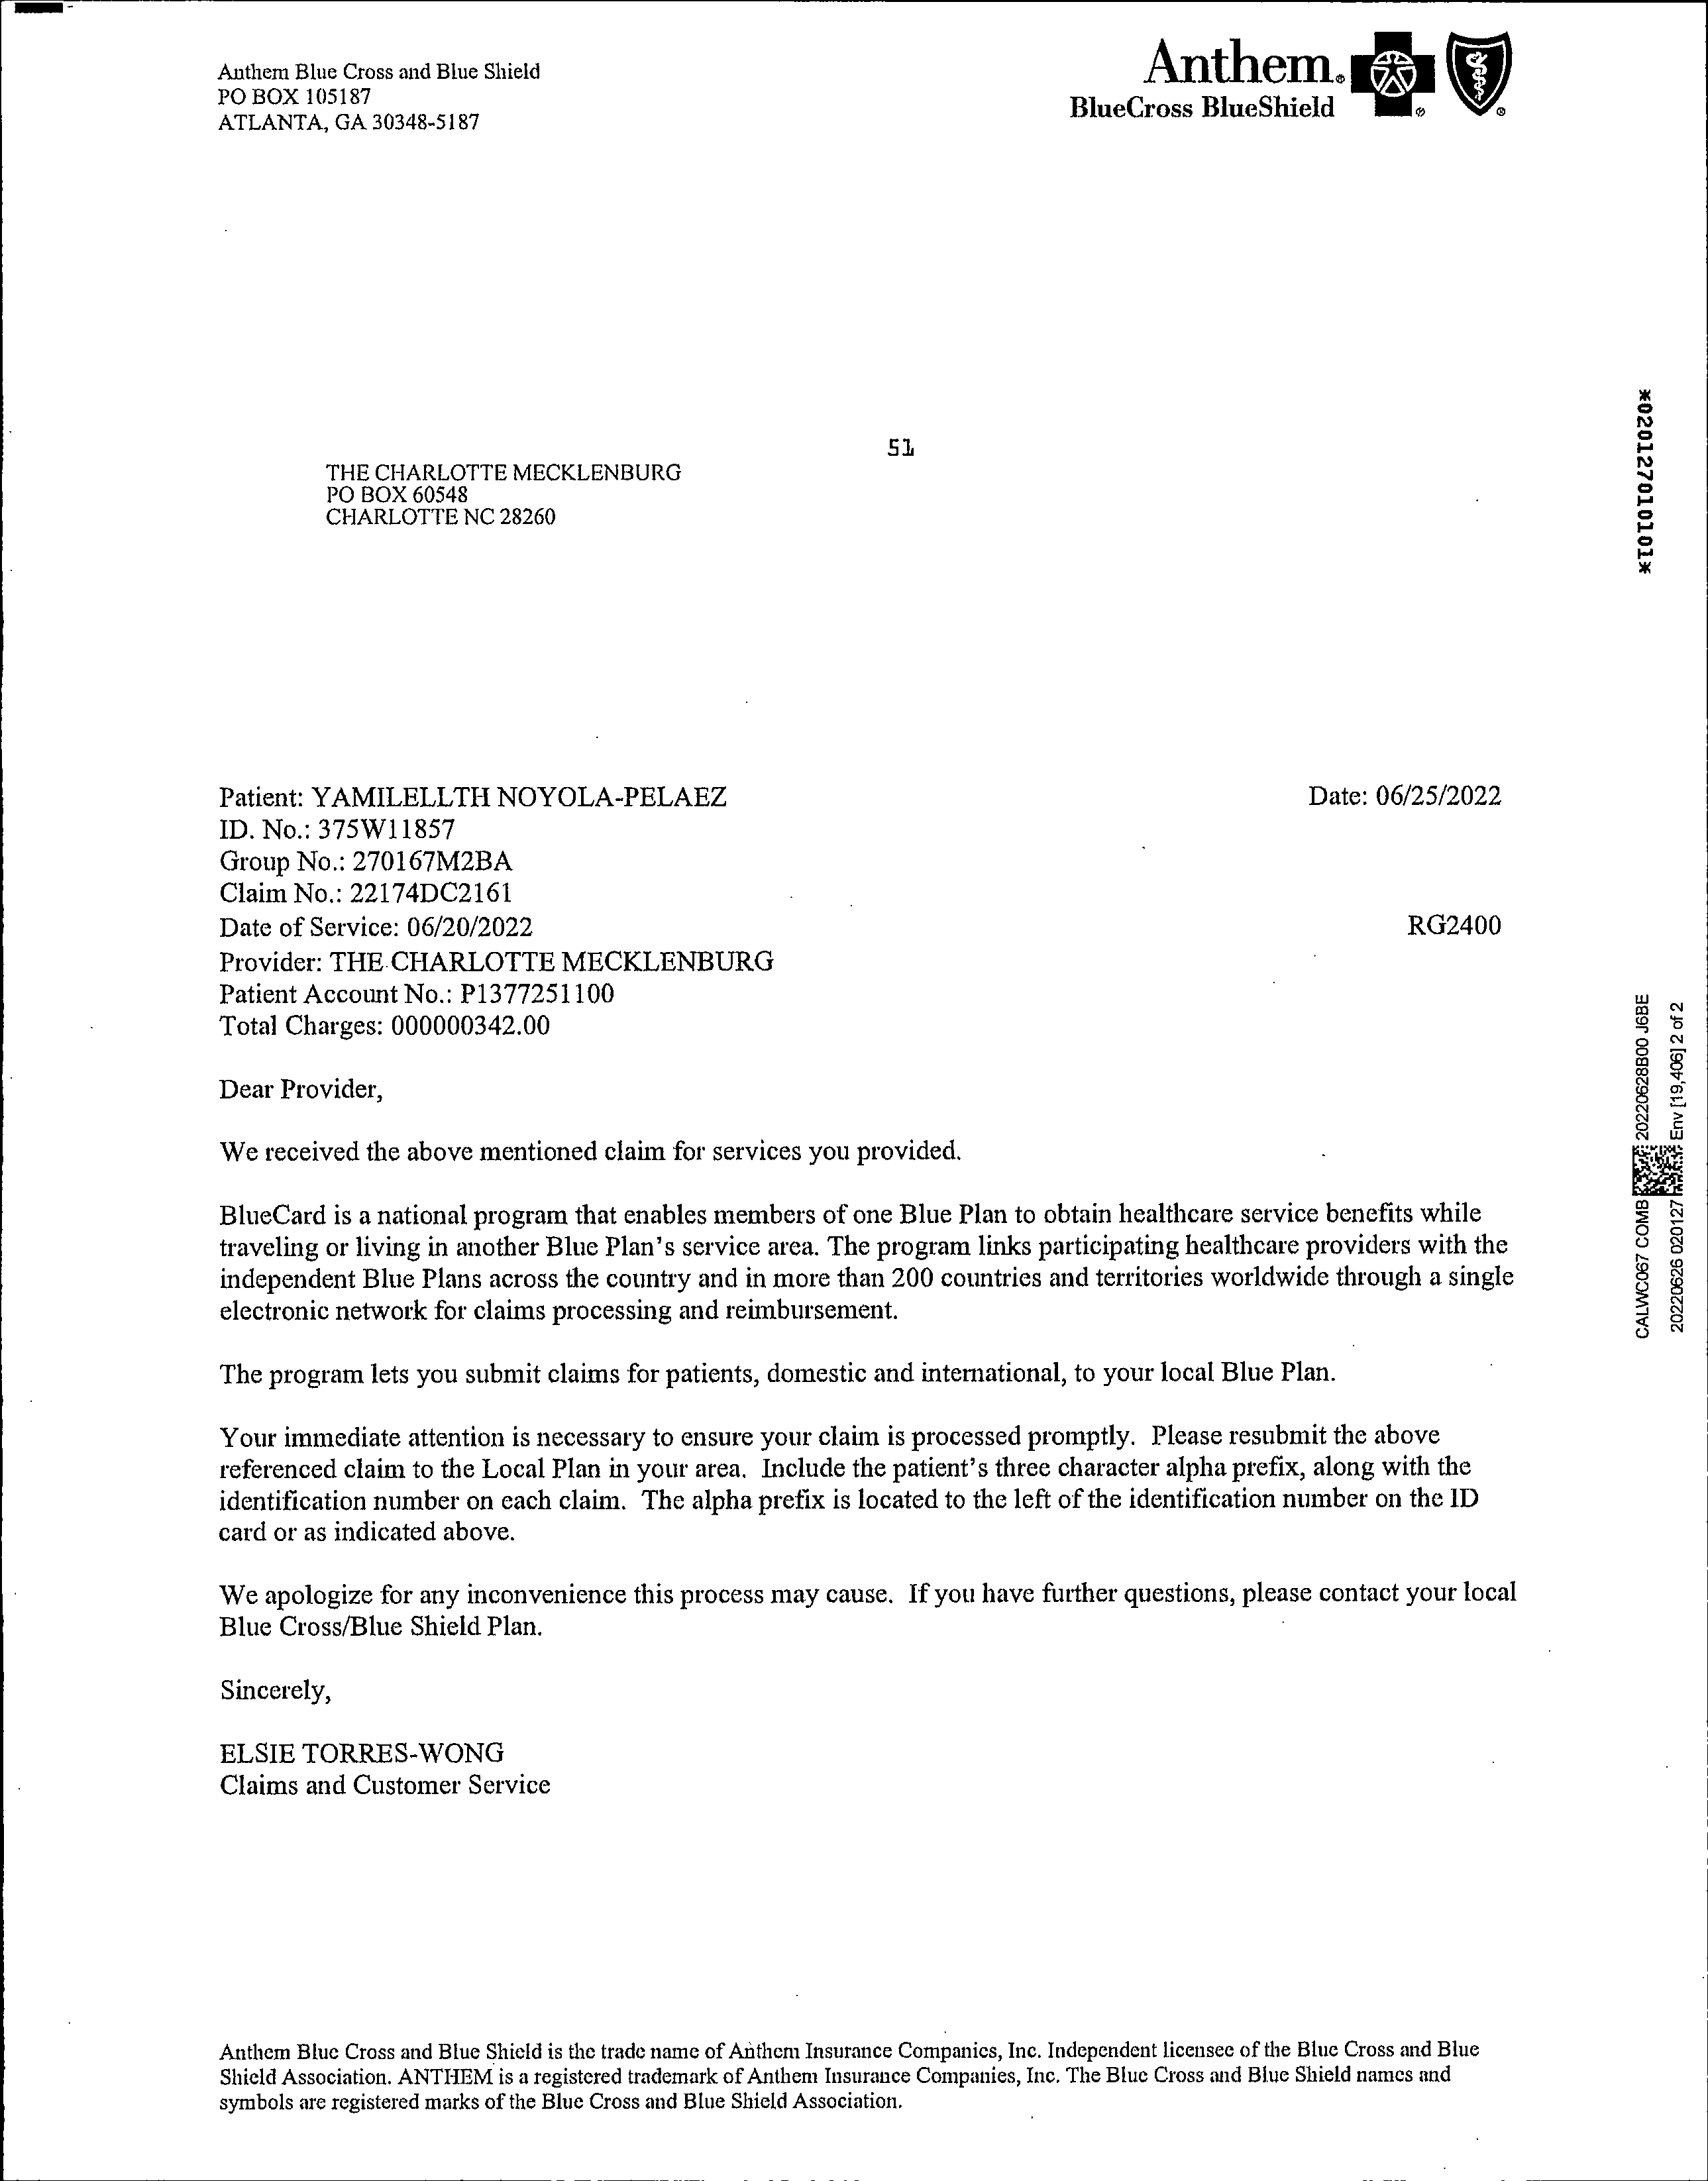 Anthem Blue Cross and Blue Shield
PO BOX 105187
ATLANTA, GA 30348-5187
Anthem®
BlueCross BlueShield
51
THE CHARLOTTE MECKLENBURG
PO BOX 60548
CHARLOTTE NC 28260
*020127010101*
Patient: YAMILELLTH NOYOLA-PELAEZ
Date: 06/25/2022
ID. No.: 375W11857
Group No.: 270167M2BA
Claim No.: 22174DC2161
Date of Service: 06/20/2022
RG2400
Provider: THE CHARLOTTE MECKLENBURG
Patient Account No.: P1377251100
Total Charges: 000000342.00
Dear Provider,
We received the above mentioned claim for services you provided.
BlueCard is a national program that enables members of one Blue Plan to obtain healthcare service benefits while
traveling or living in another Blue Plan's service area. The program links participating healthcare providers with the
independent Blue Plans across the country and in more than 200 countries and territories worldwide through a single
electronic network for claims processing and reimbursement.
The program lets you submit claims for patients, domestic and international, to your local Blue Plan.
Your immediate attention is necessary to ensure your claim is processed promptly. Please resubmit the above
referenced claim to the Local Plan in your area. Include the patient's three character alpha prefix, along with the
identification number on each claim. The alpha prefix is located to the left of the identification number on the ID
card or as indicated above.
We apologize for any inconvenience this process may cause. If you have further questions, please contact your local
Blue Cross/Blue Shield Plan.
Sincerely,
ELSIE TORRES-WONG
Claims and Customer Service
CALWC067 COMB 20220628B00 J6BE
20220626 020127 Env [19,406] 2 of 2
Anthem Blue Cross and Blue Shield is the trade name of Anthem Insurance Companies, Inc. Independent licensee of the Blue Cross and Blue
Shield Association. ANTHEM is a registered trademark of Anthem Insurance Companies, Inc. The Blue Cross and Blue Shield names and
symbols are registered marks of the Blue Cross and Blue Shield Association.